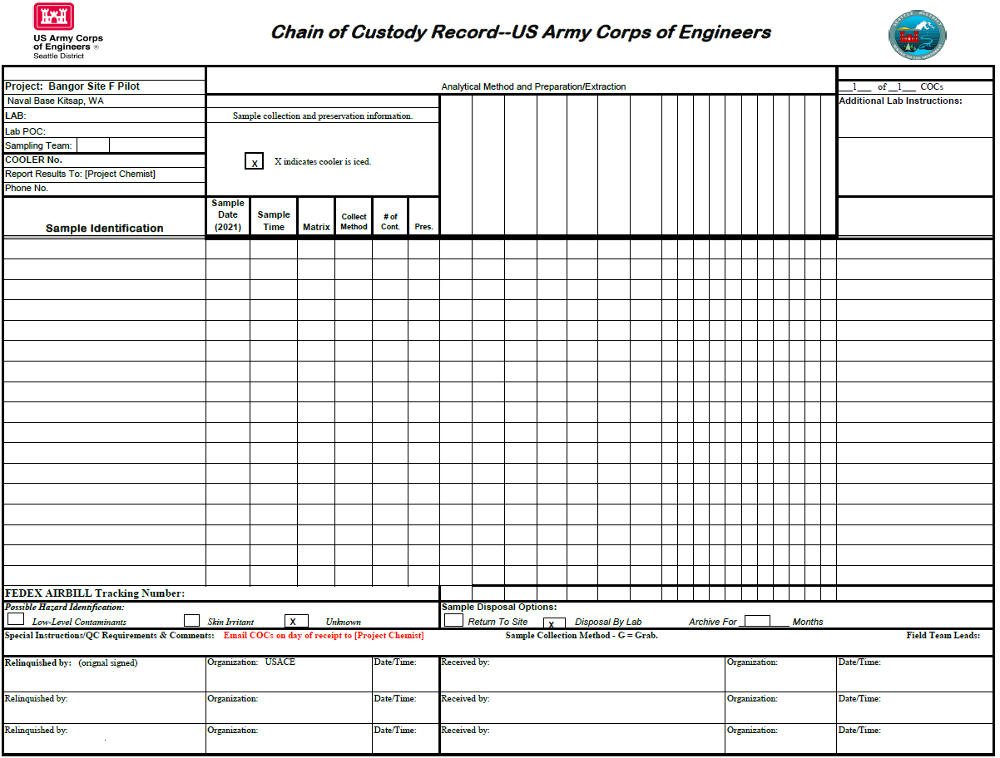 US Army Corps
of Engineers ®
Seattle District
Chain of Custody Record--US Army Corps of Engineers
SEATTLE DISTRICT
Project: Bangor Site F Pilot
Analytical Method and Preparation/Extraction
__1___ of __1___ COCs
Naval Base Kitsap, WA
Additional Lab Instructions:
LAB:
Sample collection and preservation information.
Lab POC:
Sampling Team:
COOLER No.
X X indicates cooler is iced.
Report Results To: [Project Chemist]
Phone No.
Sample Identification
Sample
Date
(2021)
Sample
Time
Matrix
Collect
Method
# of
Cont.
Pres.
FEDEX AIRBILL Tracking Number:
Possible Hazard Identification:
Sample Disposal Options:
Low-Level Contaminants Skin Irritant X Unknown
Return To Site X Disposal By Lab Archive For _________ Months
Special Instructions/QC Requirements & Comments: Email COCs on day of receipt to [Project Chemist]
Sample Collection Method - G = Grab.
Field Team Leads:
Relinquished by: (orignal signed) Organization: USACE Date/Time: Received by: Organization: Date/Time:
Relinquished by: Organization: Date/Time: Received by: Organization: Date/Time:
Relinquished by: Organization: Date/Time: Received by: Organization: Date/Time: